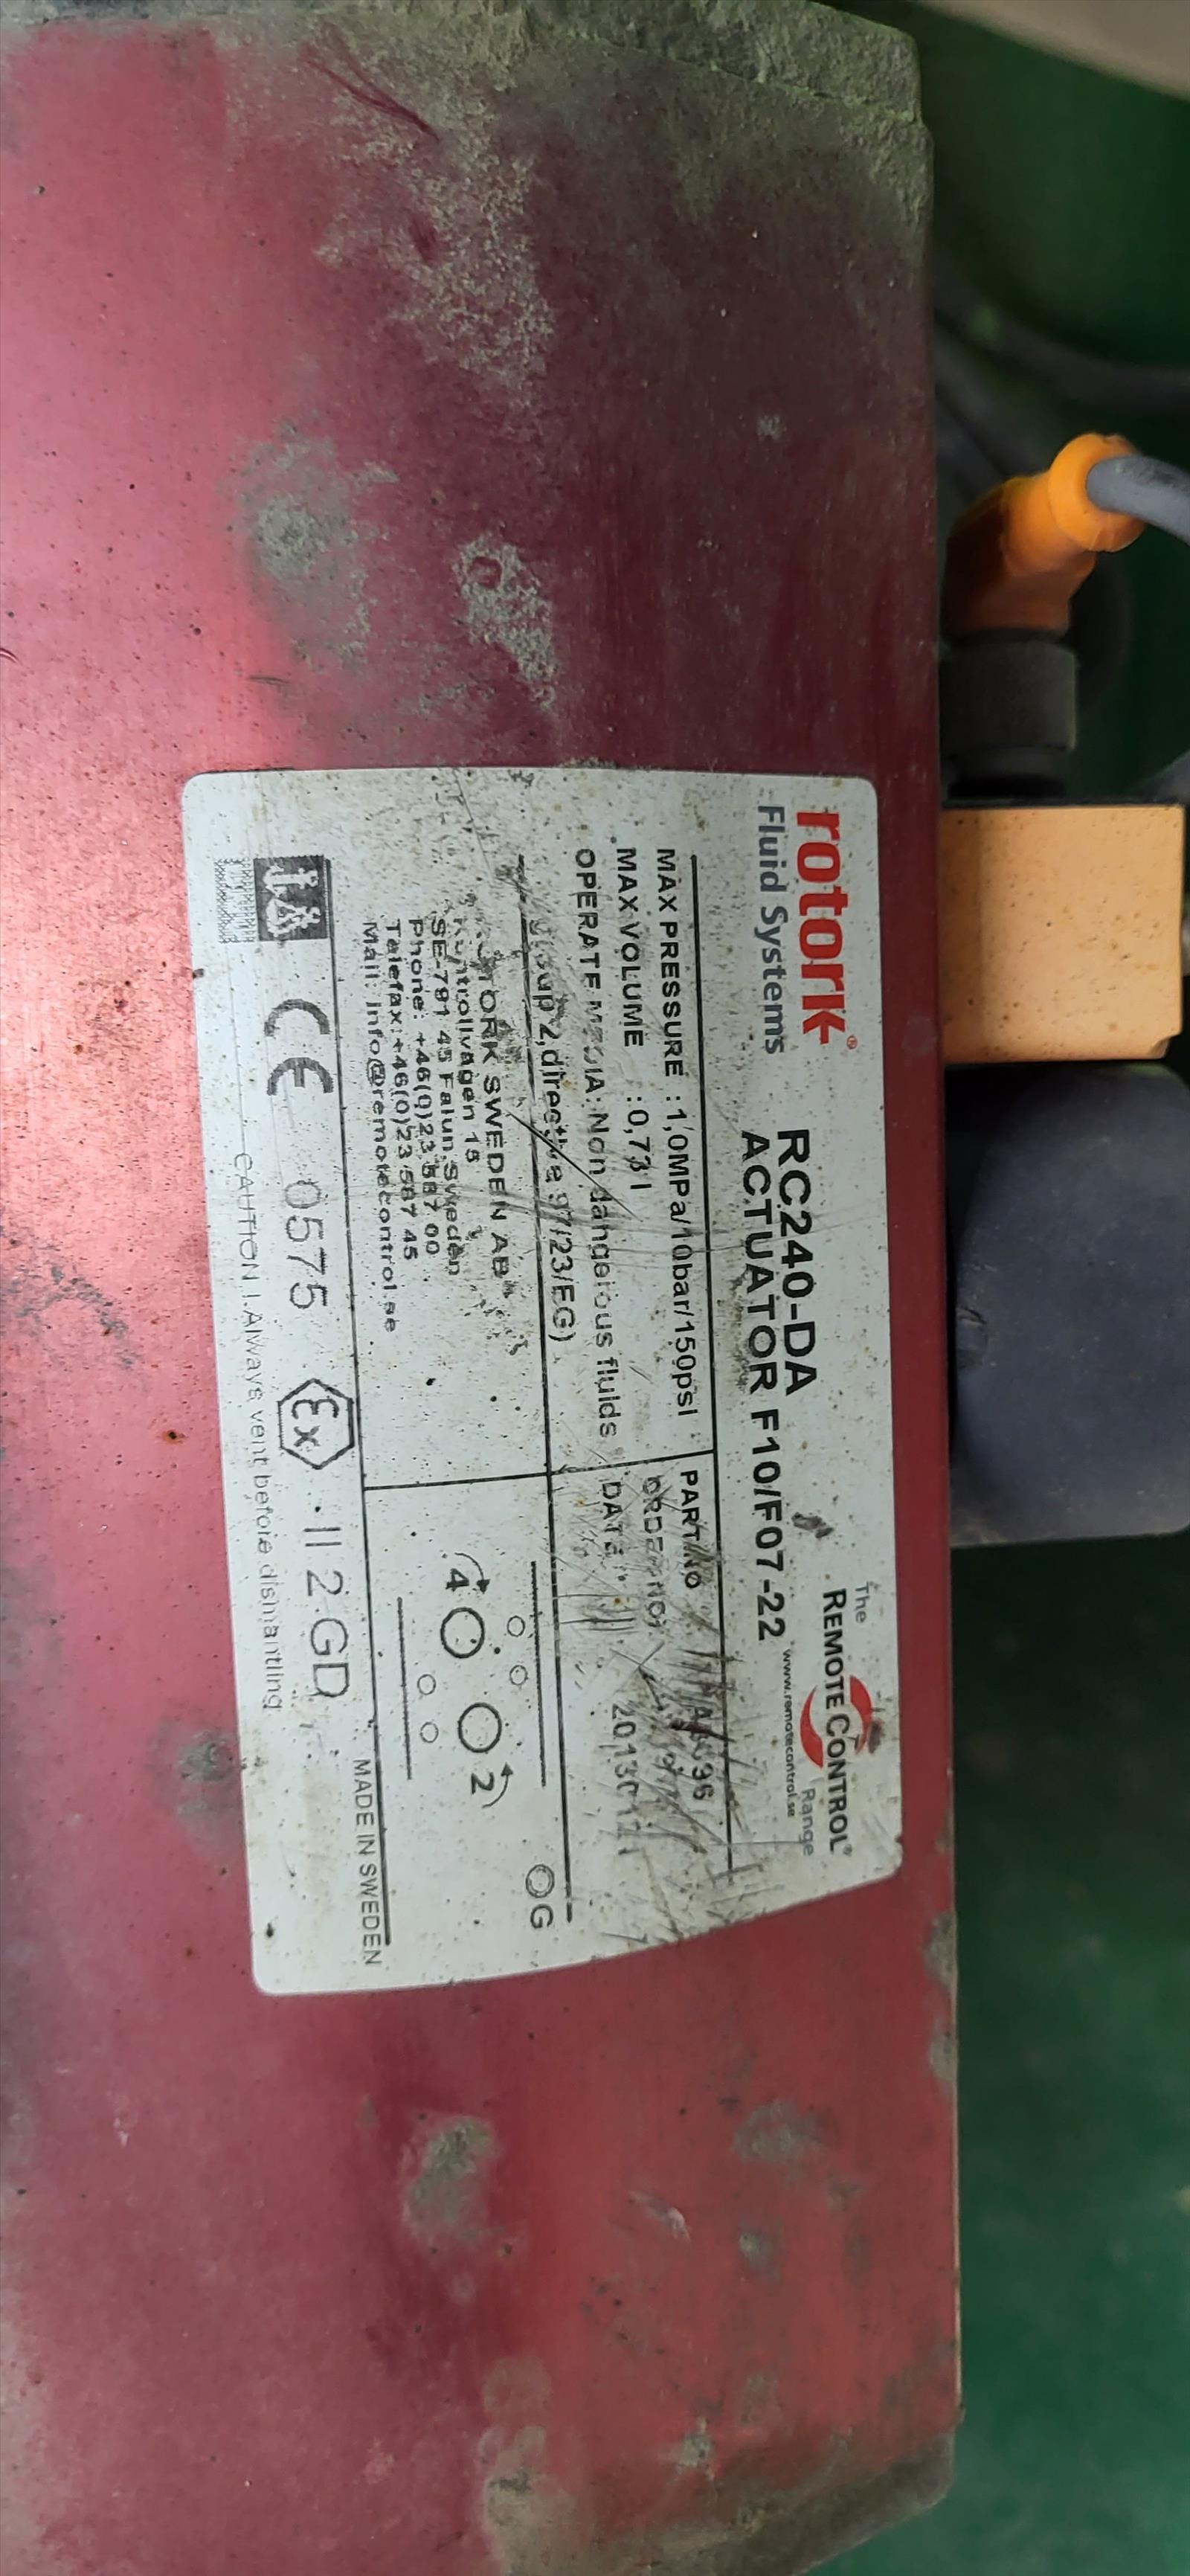 rotork®
Fluid Systems
RC240-DA
ACTUATOR F10/F07-22
The
REMOTE CONTROL®
Range
www.remotecontrol.se
MAX PRESSURE : 1,0MPa/10bar/150psi
MAX VOLUME : 0,73 l
OPERATE MEDIA: Non dangerous fluids
group 2, directive 97/23/EG)
PART NO
ORDER NO:
DATE:
ROTORK SWEDEN AB
Kontrollvagen 15
SE-791 45 Falun Sweden
Phone: +46(0)23 587 00
Telefax:+46(0)23 587 45
Mail: info@remotecontrol.se
4
2
G
CE 0575 Ex II 2 GD
MADE IN SWEDEN
CAUTION ! Always vent before dismantling